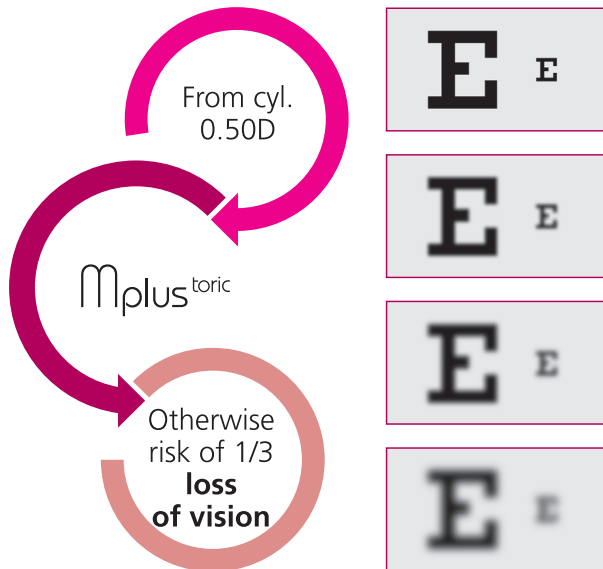 From cyl.
0.50D
Mplus toric
Otherwise
risk of 1/3
loss
of vision
E E
E E
E E
E E